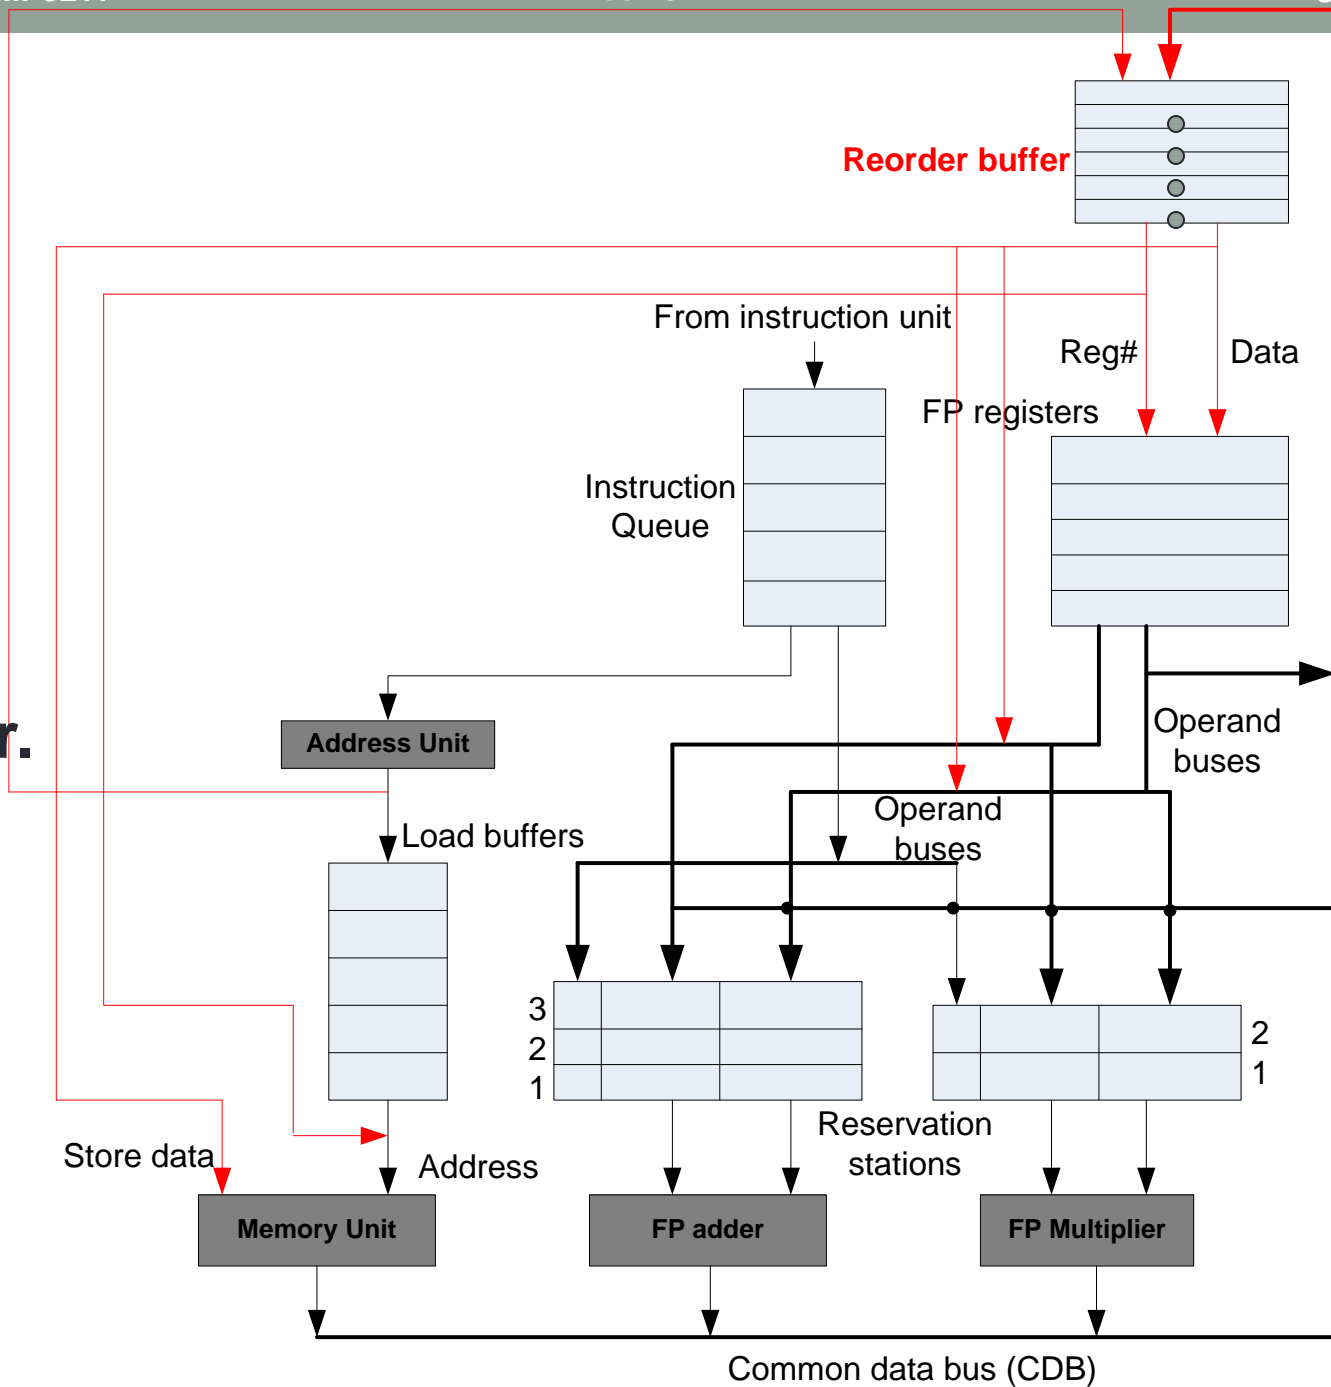 Reorder buffer
From instruction unit
Reg#
Data
FP registers
Instruction
Queue
r.
Address Unit
Operand
buses
Load buffers
Operand
buses
3
2
1
2
1
Reservation
stations
Store data
Address
Memory Unit
FP adder
FP Multiplier
Common data bus (CDB)